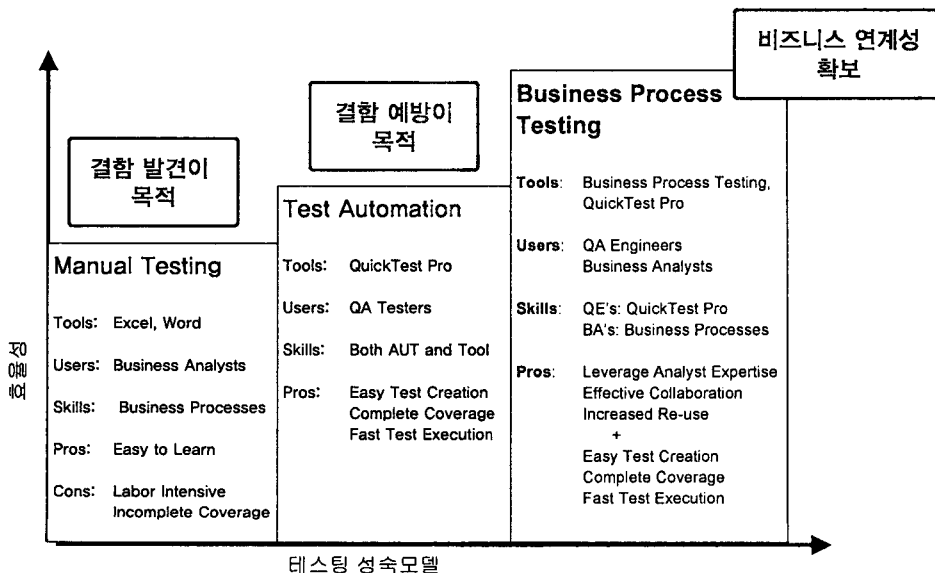 비즈니스 연계성
확보
결함 예방이
목적
결함 발견이
목적
Business Process
Testing
Tools: Business Process Testing,
QuickTest Pro
Users: QA Engineers
Business Analysts
Skills: QE's: QuickTest Pro
BA's: Business Processes
Pros: Leverage Analyst Expertise
Effective Collaboration
Increased Re-use
+
Easy Test Creation
Complete Coverage
Fast Test Execution
Test Automation
Tools: QuickTest Pro
Users: QA Testers
Skills: Both AUT and Tool
Pros: Easy Test Creation
Complete Coverage
Fast Test Execution
Manual Testing
Tools: Excel, Word
Users: Business Analysts
Skills: Business Processes
Pros: Easy to Learn
Cons: Labor Intensive
Incomplete Coverage
효율성
테스팅 성숙모델